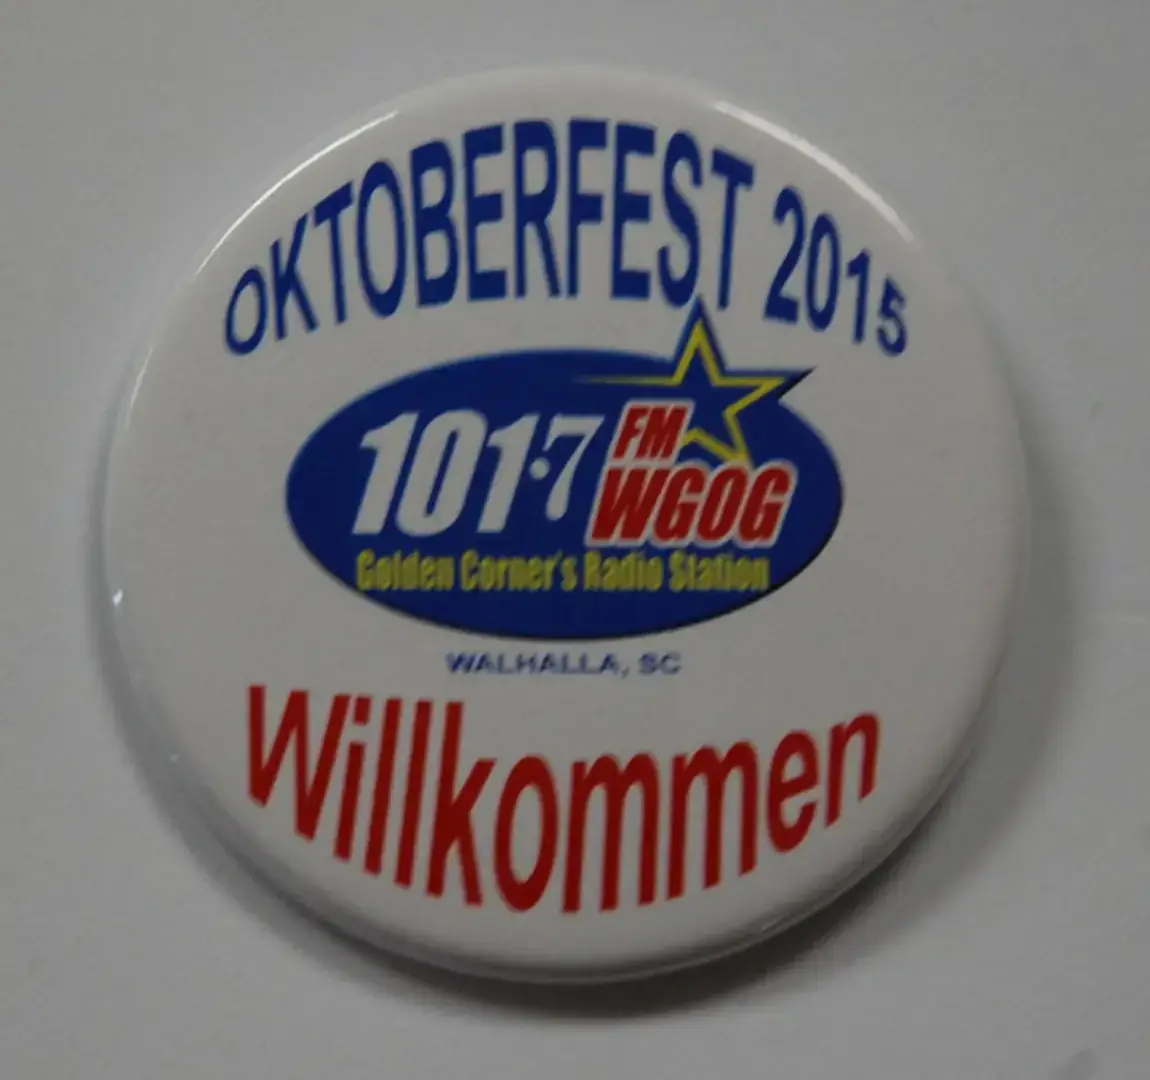 OKTOBERFEST 2015
101.7 FM
WGOG
Golden Corner's Radio Station
WALHALLA, SC
Willkommen